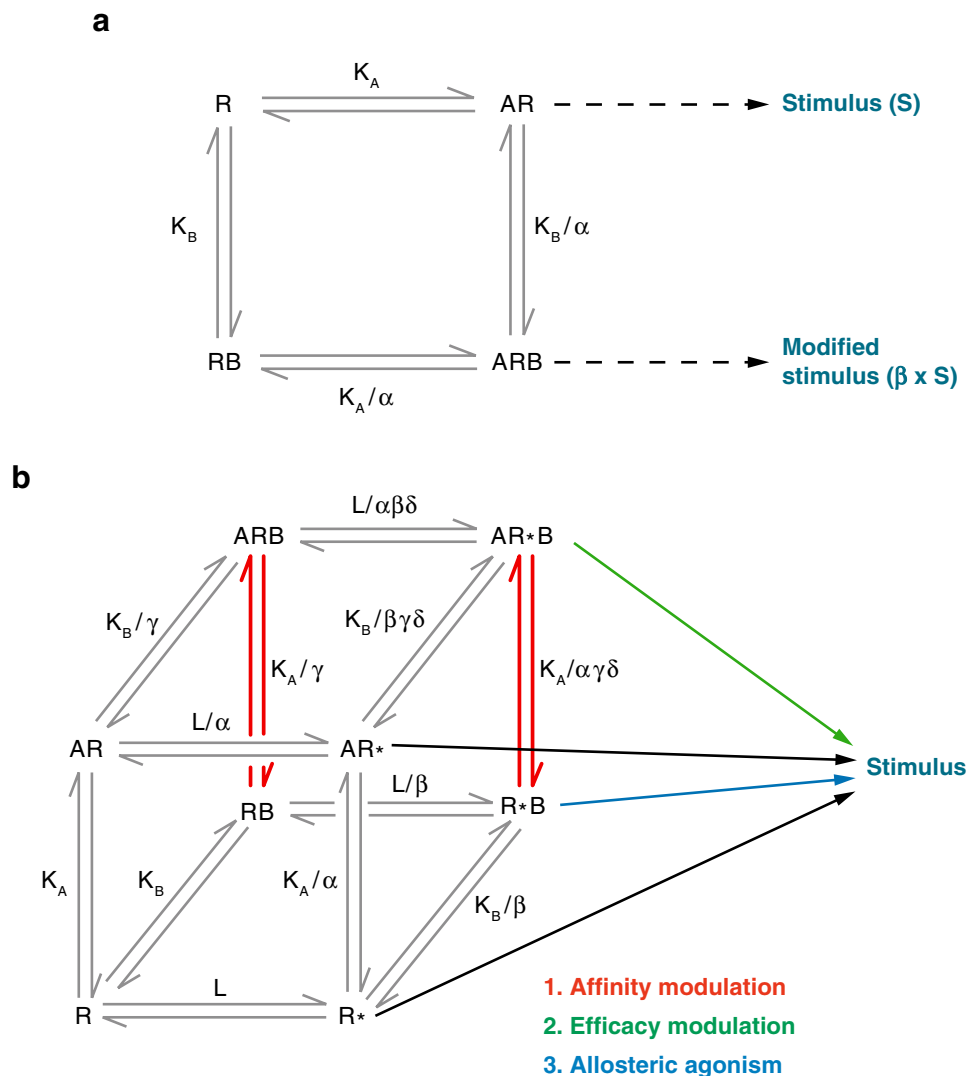 a
K_A
R
AR
Stimulus (S)
K_B
K_B/α
RB
ARB
Modified
stimulus (β x S)
K_A/α
b
L/αβδ
ARB
AR*B
K_B/γ
K_B/βγδ
K_A/γ
K_A/αγδ
L/α
AR
AR*
Stimulus
L/β
RB
R*B
K_A
K_B
K_A/α
K_B/β
L
R
R*
1. Affinity modulation
2. Efficacy modulation
3. Allosteric agonism